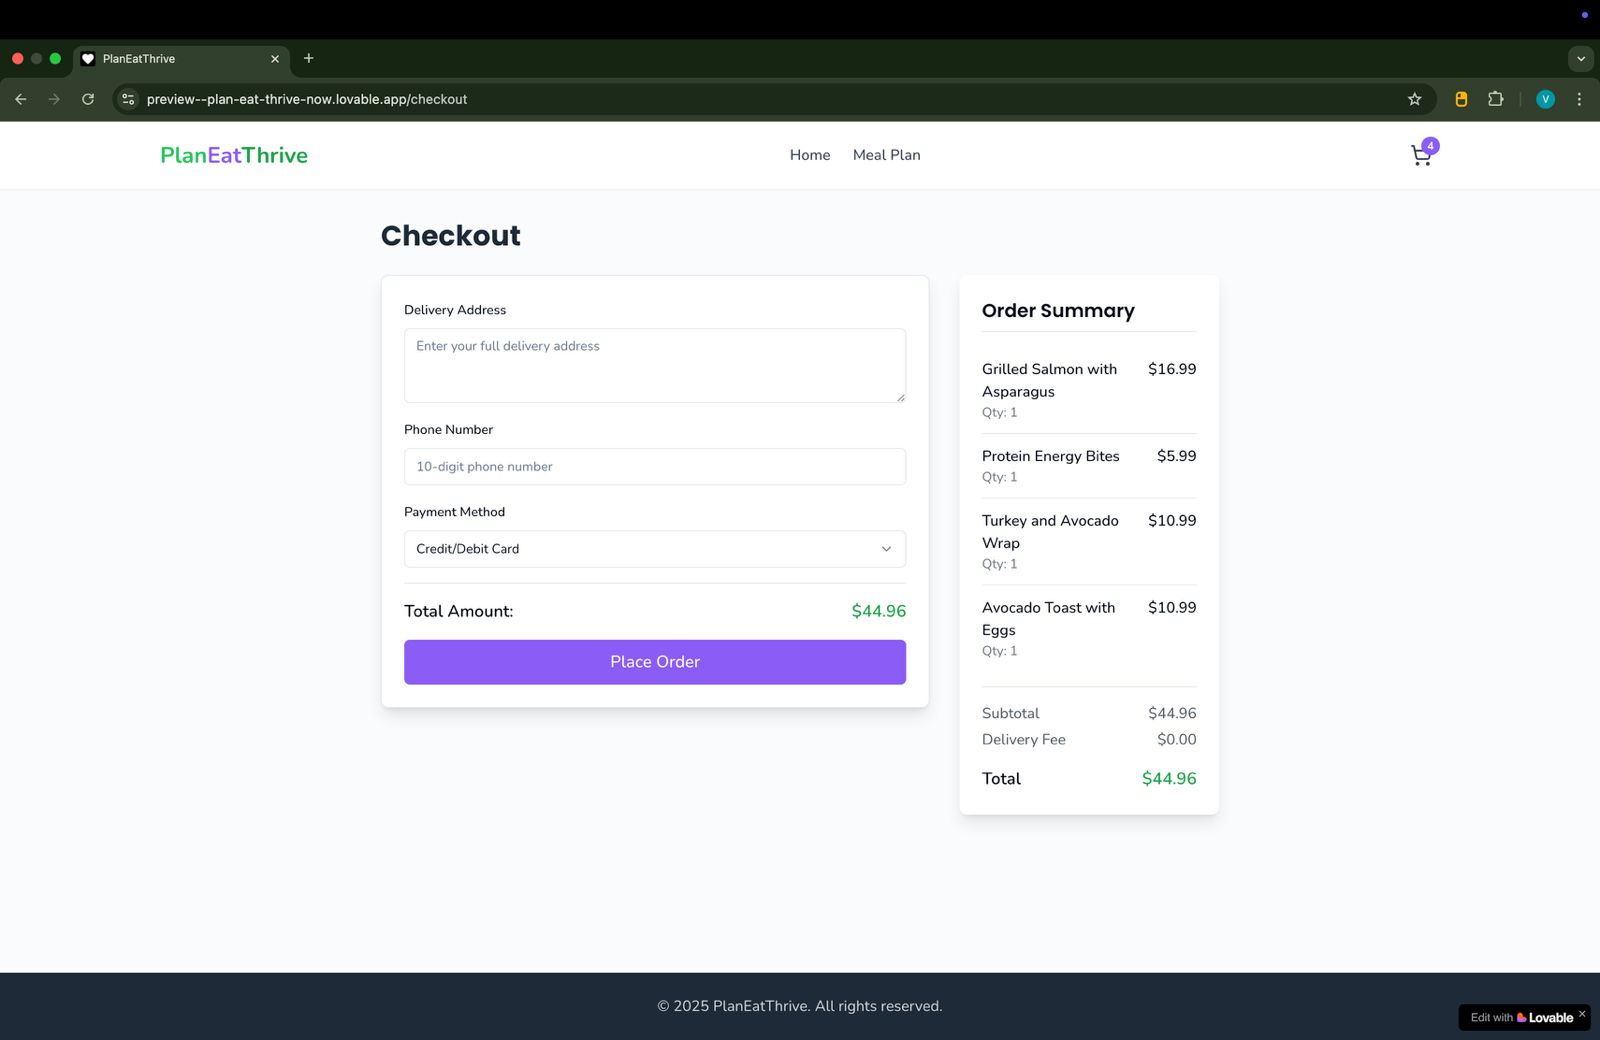 PlanEatThrive
preview--plan-eat-thrive-now.lovable.app/checkout
V
PlanEatThrive
Home
Meal Plan
4
Checkout
Delivery Address
Enter your full delivery address
Phone Number
10-digit phone number
Payment Method
Credit/Debit Card
Total Amount:
$44.96
Place Order
Order Summary
Grilled Salmon with $16.99
Asparagus
Qty: 1
Protein Energy Bites $5.99
Qty: 1
Turkey and Avocado $10.99
Wrap
Qty: 1
Avocado Toast with $10.99
Eggs
Qty: 1
Subtotal $44.96
Delivery Fee $0.00
Total $44.96
© 2025 PlanEatThrive. All rights reserved.
Edit with Lovable